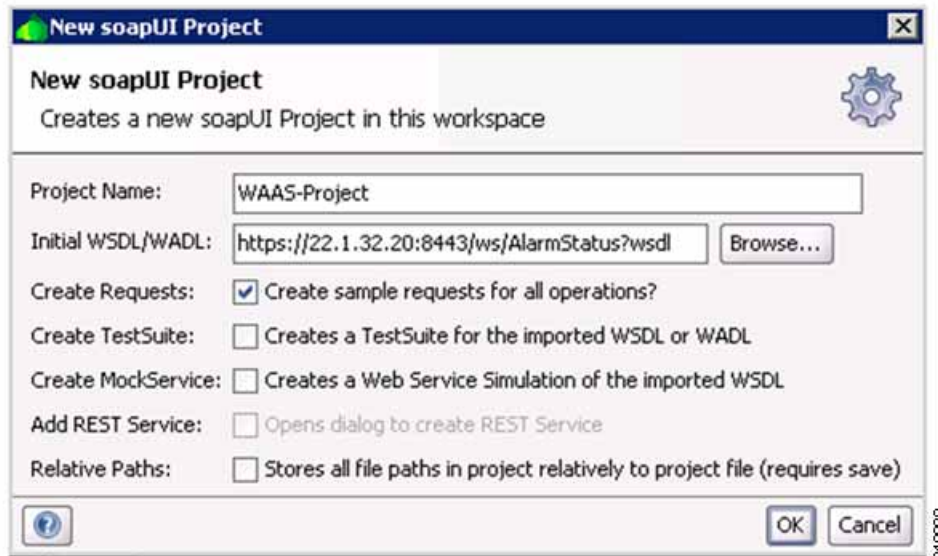 New soapUI Project
New soapUI Project
Creates a new soapUI Project in this workspace
Project Name: WAAS-Project
Initial WSDL/WADL: https://22.1.32.20:8443/ws/AlarmStatus?wsdl Browse...
Create Requests: Create sample requests for all operations?
Create TestSuite: Creates a TestSuite for the imported WSDL or WADL
Create MockService: Creates a Web Service Simulation of the imported WSDL
Add REST Service: Opens dialog to create REST Service
Relative Paths: Stores all file paths in project relatively to project file (requires save)
? OK Cancel